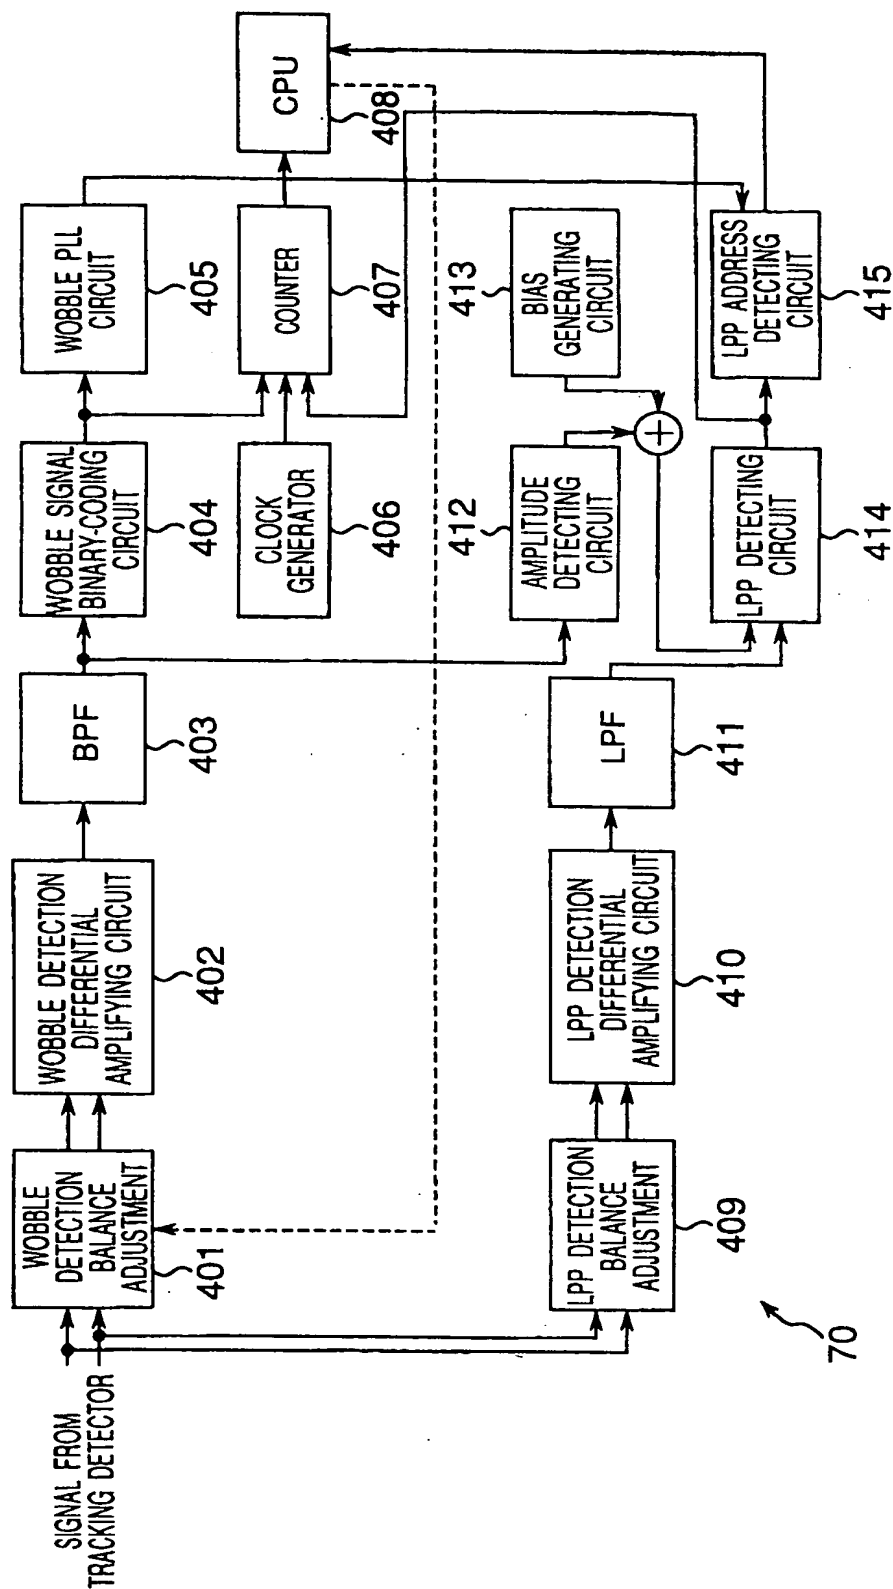 SIGNAL FROM
TRACKING DETECTOR
WOBBLE
DETECTION
BALANCE
ADJUSTMENT
401
WOBBLE DETECTION
DIFFERENTIAL
AMPLIFYING CIRCUIT
402
BPF
403
WOBBLE SIGNAL
BINARY-CODING
CIRCUIT
404
WOBBLE PLL
CIRCUIT
405
CLOCK
GENERATOR
406
COUNTER
407
CPU
408
LPP DETECTION
BALANCE
ADJUSTMENT
409
LPP DETECTION
DIFFERENTIAL
AMPLIFYING CIRCUIT
410
LPF
411
AMPLITUDE
DETECTING
CIRCUIT
412
BIAS
GENERATING
CIRCUIT
413
+
LPP DETECTING
CIRCUIT
414
LPP ADDRESS
DETECTING
CIRCUIT
415
70